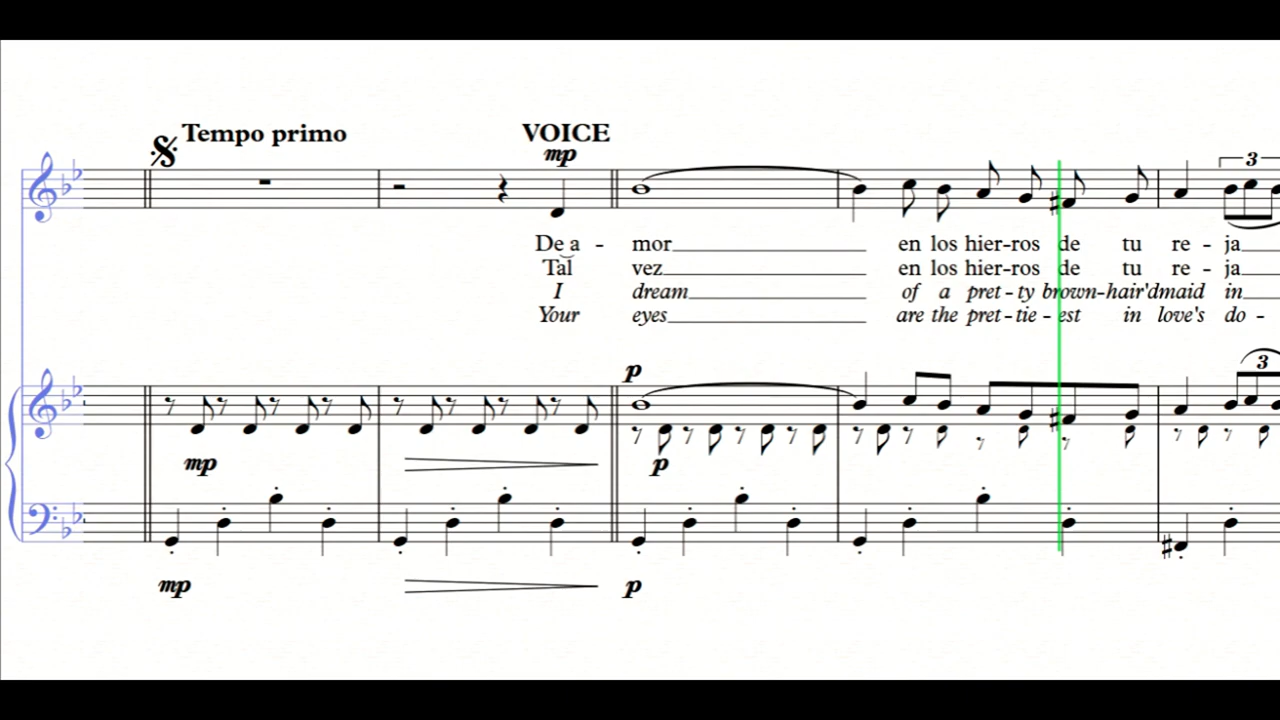 Tempo primo
VOICE
mp
De a - mor en los hier-ros de tu re - ja
Tal vez en los hier-ros de tu re - ja
I dream of a pret-ty brown-hair'd maid in
Your eyes are the pret-tie-est in love's do -
3
p
3
mp
p
mp
p